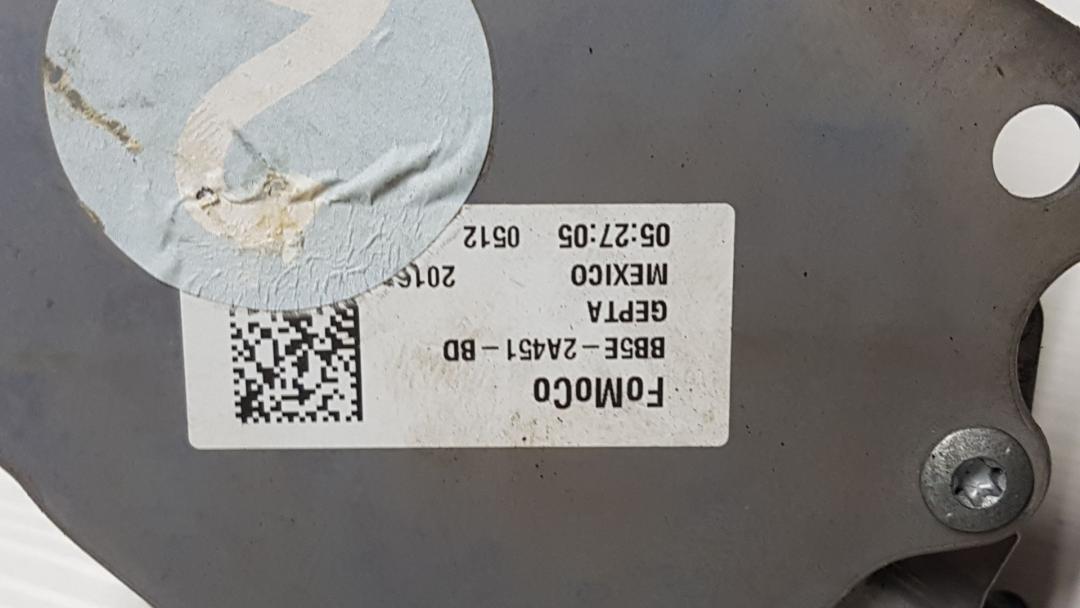 FoMoCo
BB5E-2A451-BD
GEPTA
MEXICO 2016
05:27:05 0512